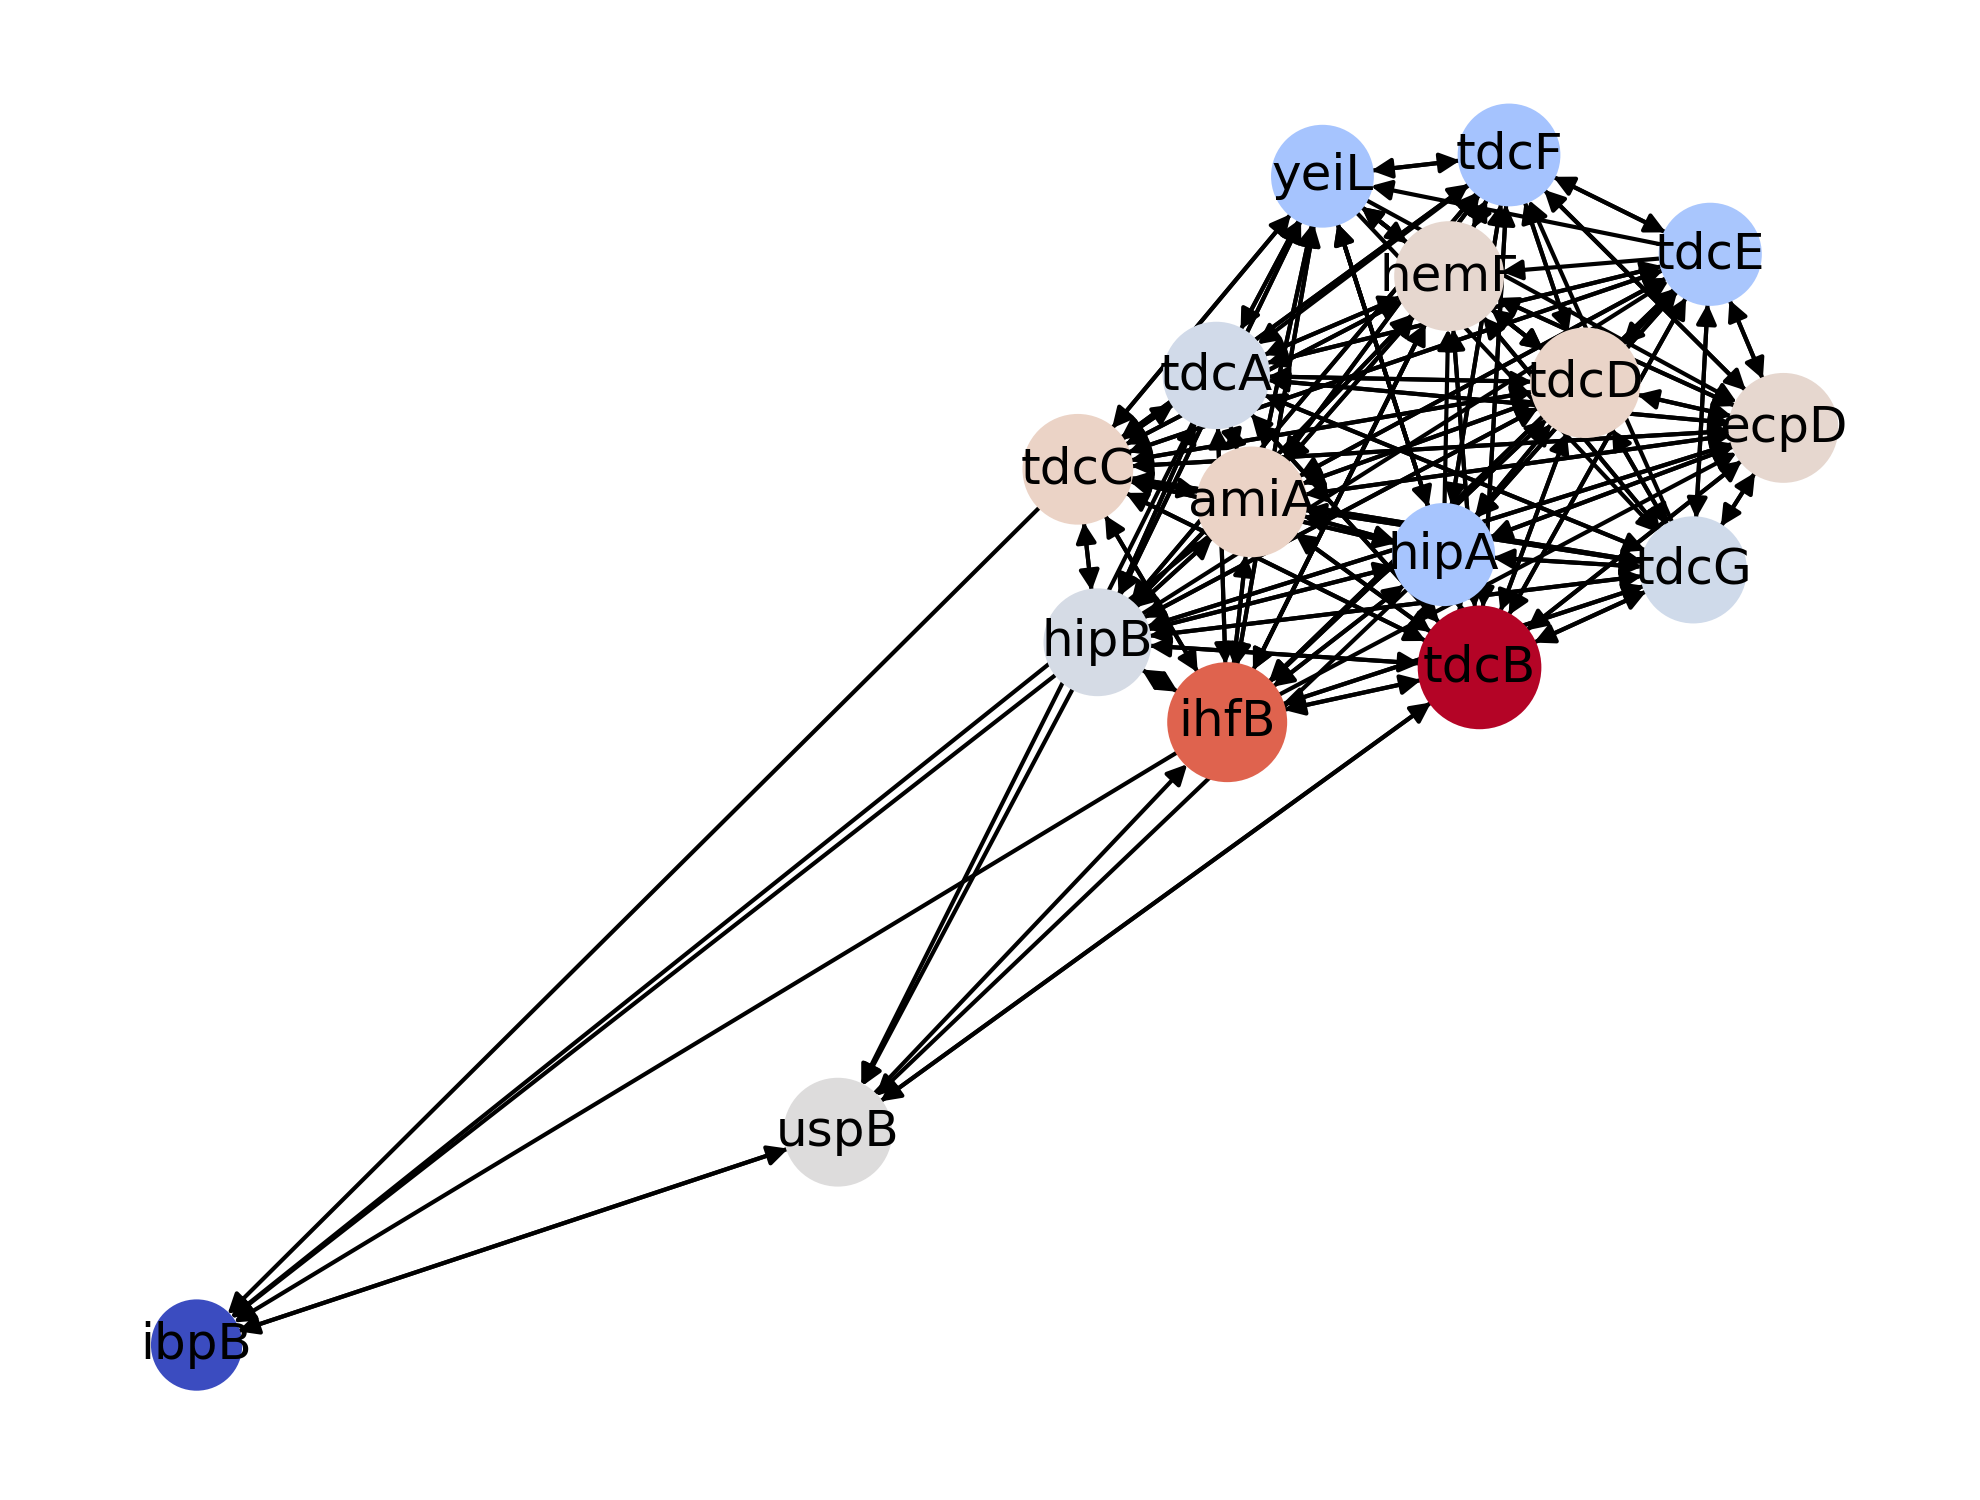 tdcF
yeiL
tdcE
hemF
tdcA
tdcD
ecpD
tdcC
amiA
hipA
tdcG
hipB
tdcB
ihfB
uspB
ibpB